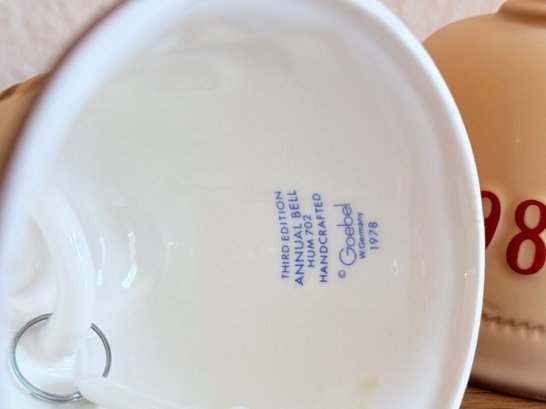 THIRD EDITION
ANNUAL BELL
HUM 702
HANDCRAFTED
© Goebel
W. Germany
1978
98